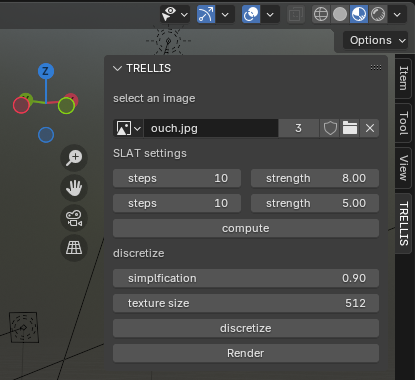 Options
TRELLIS
select an image
ouch.jpg 3
SLAT settings
steps 10 strength 8.00
steps 10 strength 5.00
compute
discretize
simplfication 0.90
texture size 512
discretize
Render
Z
Item
Tool
View
TRELLIS